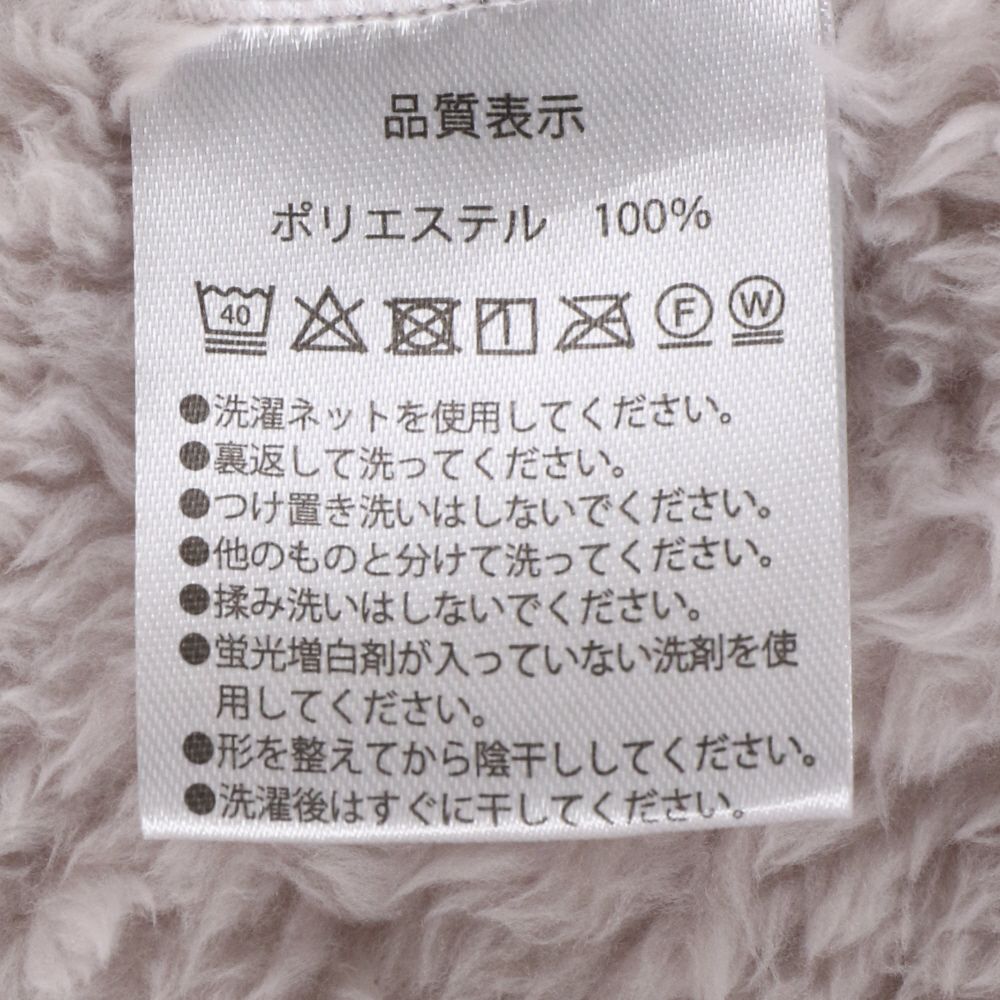 品質表示
ポリエステル 100%
40 F W
●洗濯ネットを使用してください。
●裏返して洗ってください。
●つけ置き洗いはしないでください。
●他のものと分けて洗ってください。
●揉み洗いはしないでください。
●蛍光増白剤が入っていない洗剤を使
用してください。
●形を整えてから陰干ししてください。
●洗濯後はすぐに干してください。